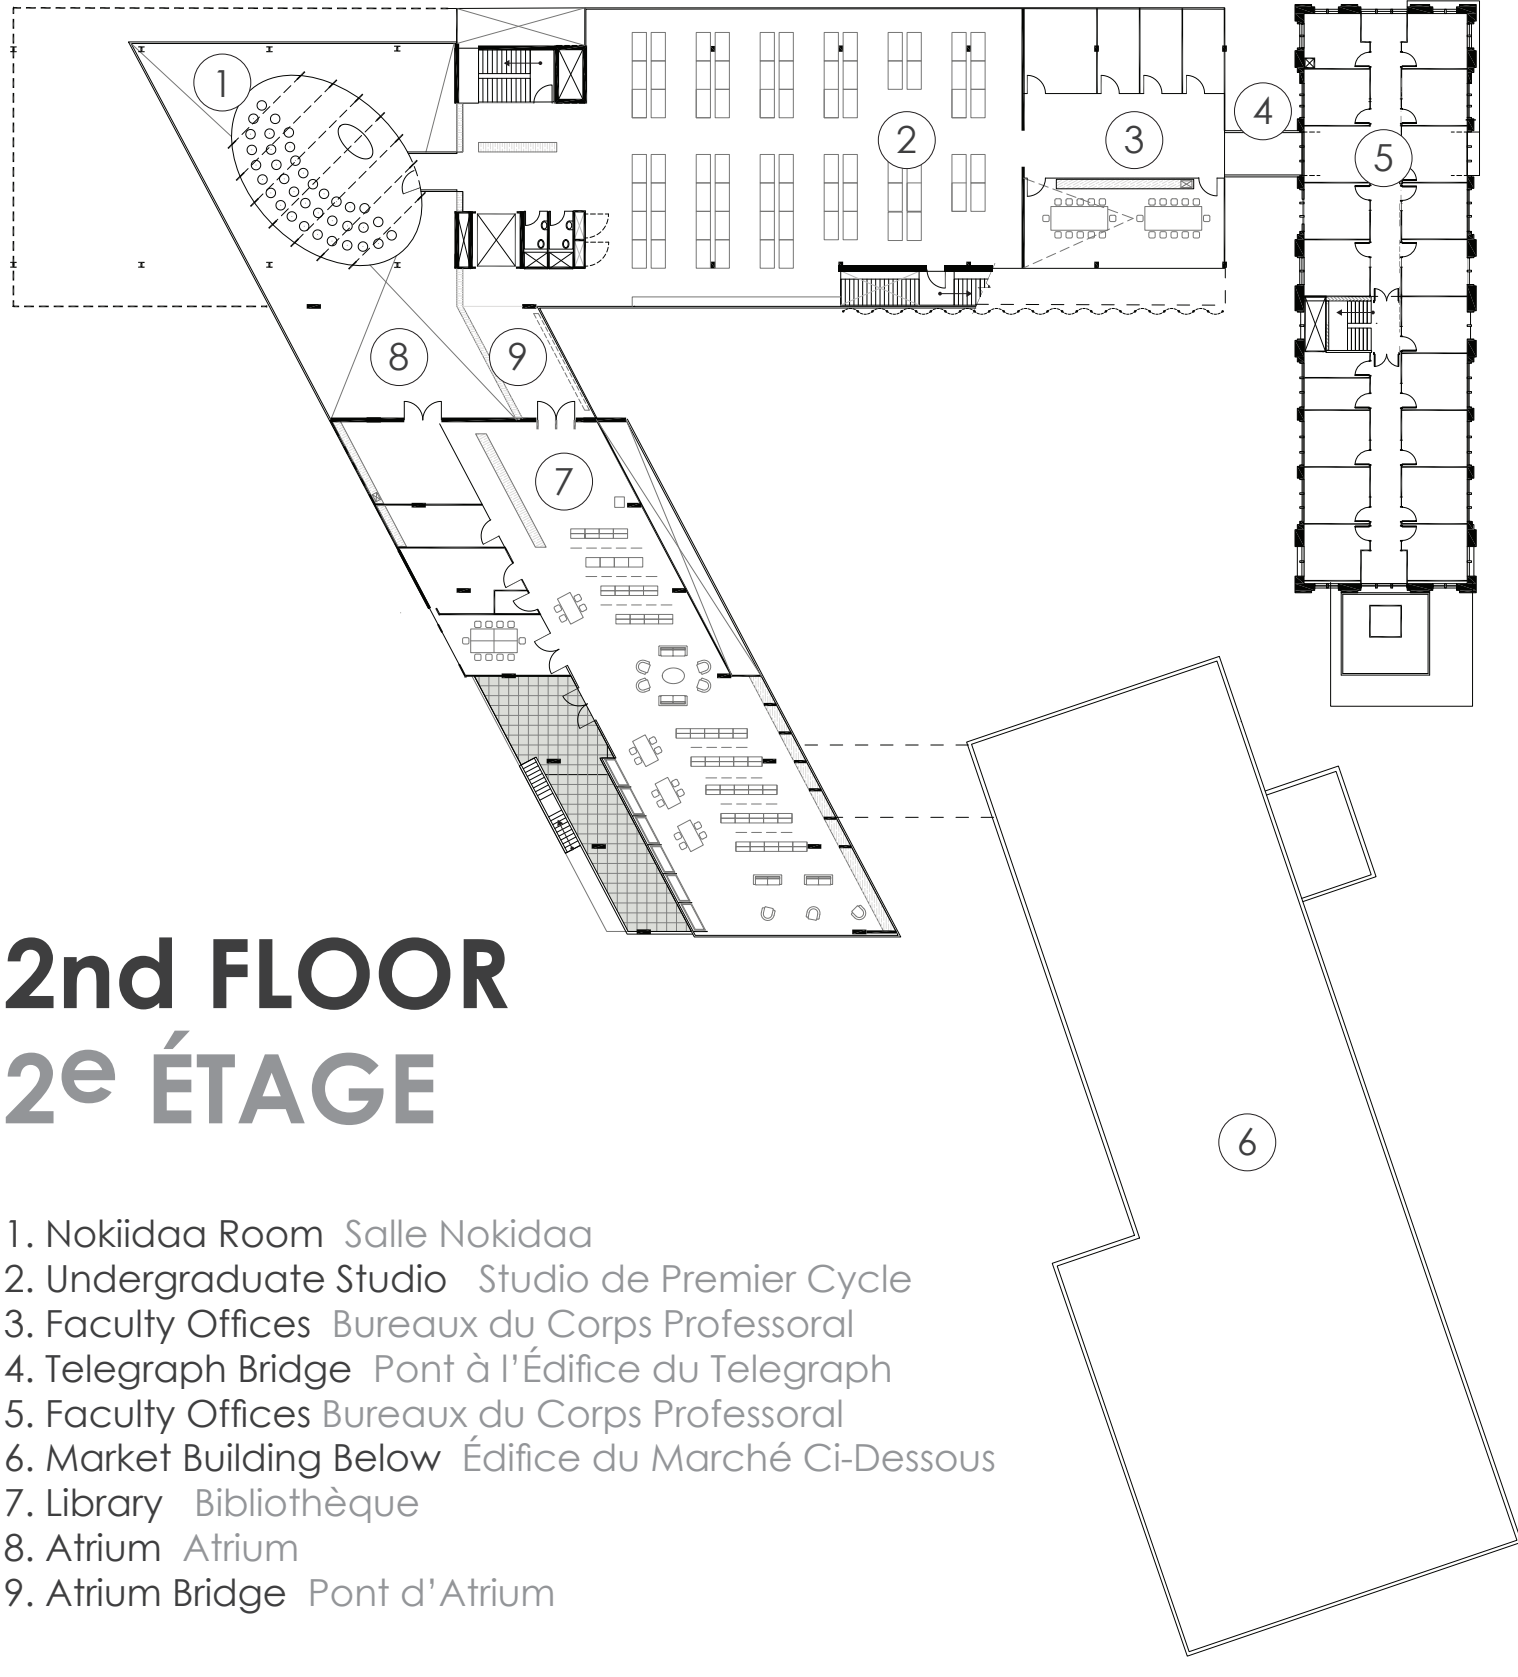 1
2
3
4
5
8
9
7
6
2nd FLOOR
2e ÉTAGE
1. Nokiidaa Room Salle Nokidaa
2. Undergraduate Studio Studio de Premier Cycle
3. Faculty Offices Bureaux du Corps Professoral
4. Telegraph Bridge Pont à l’Édifice du Telegraph
5. Faculty Offices Bureaux du Corps Professoral
6. Market Building Below Édifice du Marché Ci-Dessous
7. Library Bibliothèque
8. Atrium Atrium
9. Atrium Bridge Pont d’Atrium